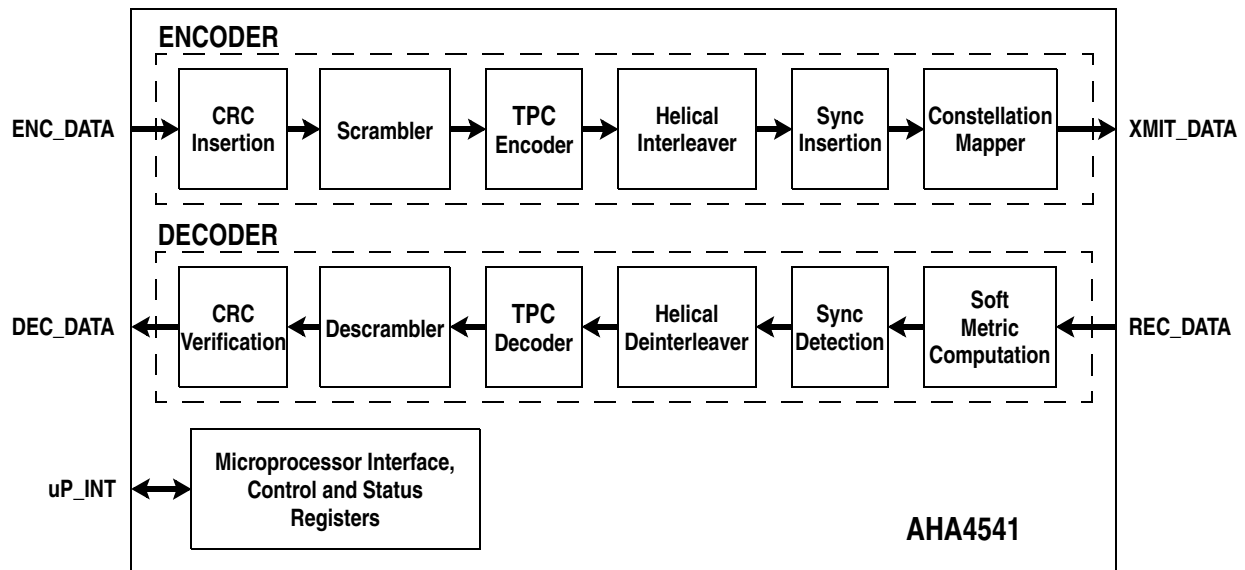 ENCODER
ENC_DATA
CRC
Insertion
Scrambler
TPC
Encoder
Helical
Interleaver
Sync
Insertion
Constellation
Mapper
XMIT_DATA
DECODER
DEC_DATA
CRC
Verification
Descrambler
TPC
Decoder
Helical
Deinterleaver
Sync
Detection
Soft
Metric
Computation
REC_DATA
uP_INT
Microprocessor Interface,
Control and Status
Registers
AHA4541